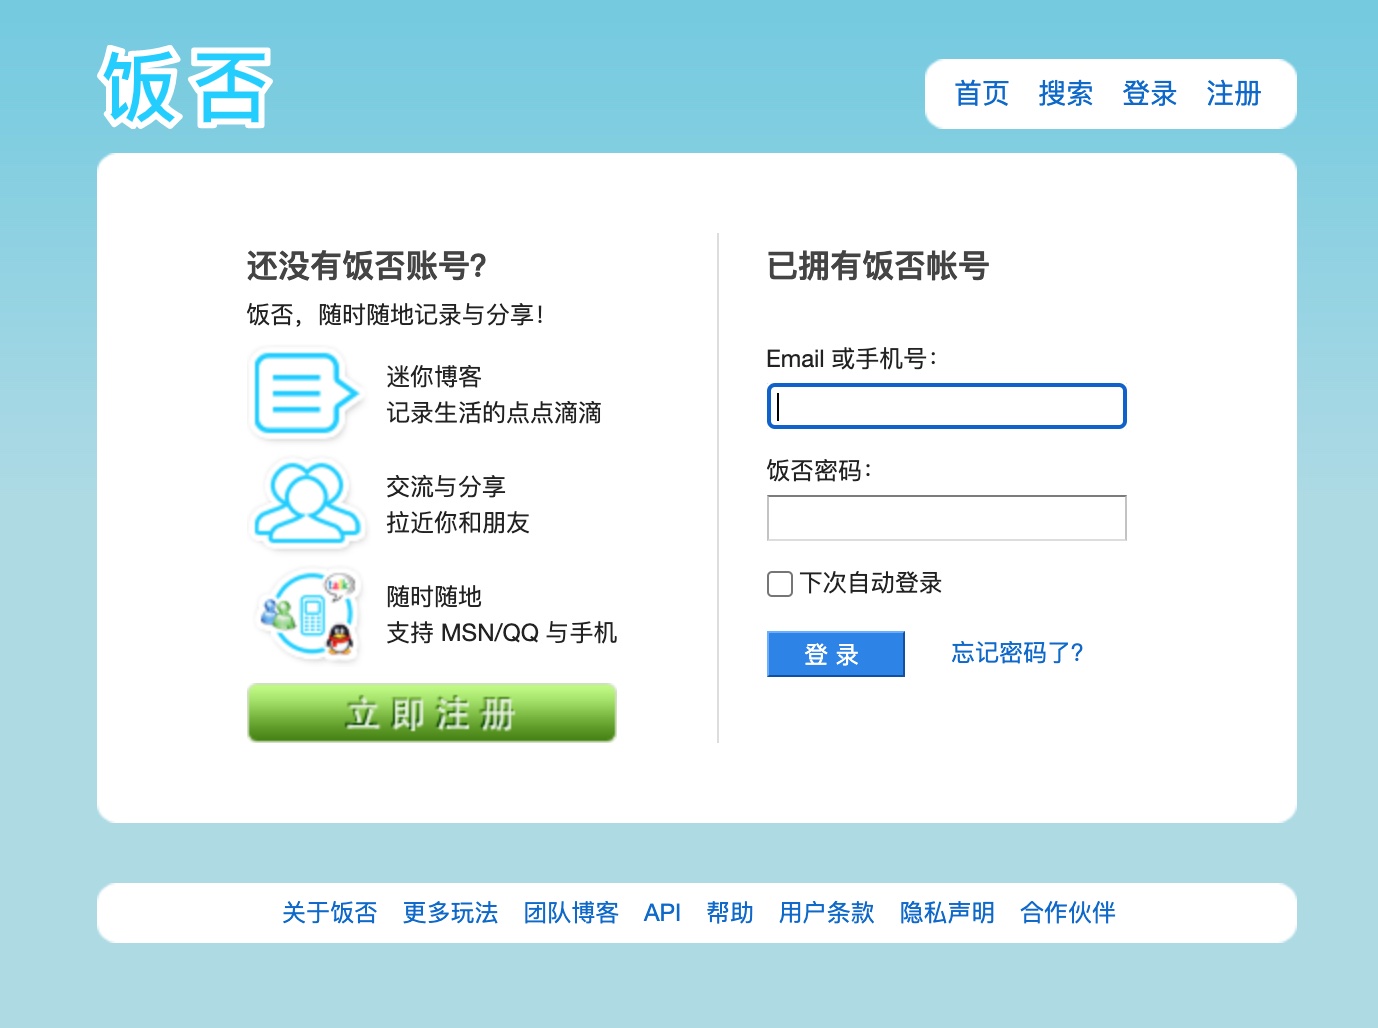 饭否
首页 搜索 登录 注册
还没有饭否账号?
饭否，随时随地记录与分享！
迷你博客
记录生活的点点滴滴
交流与分享
拉近你和朋友
talk
随时随地
支持 MSN/QQ 与手机
立即注册
已拥有饭否帐号
Email 或手机号：
饭否密码：
下次自动登录
登 录 忘记密码了?
关于饭否 更多玩法 团队博客 API 帮助 用户条款 隐私声明 合作伙伴